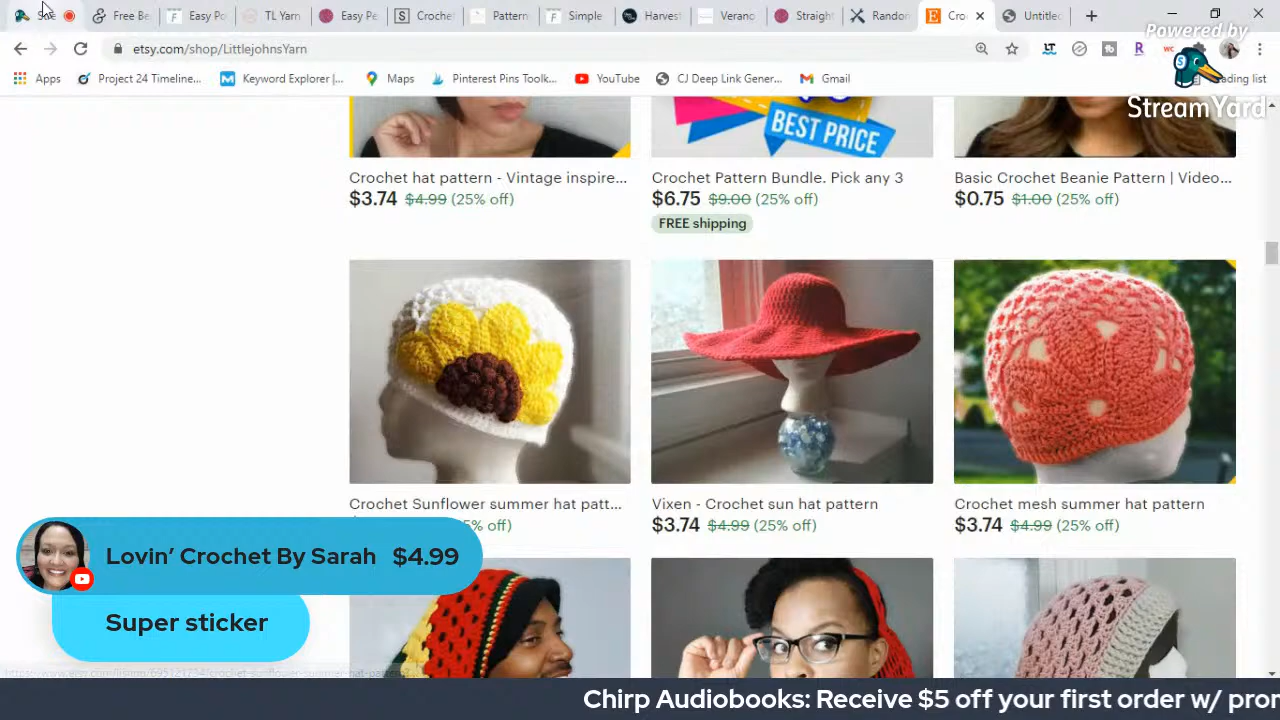 Free Be
Easy Po
TL Yarn
Easy Pe
Croche
Pattern
Simple
Harvest
Verano
Straight
Random
Cro
Untitled
etsy.com/shop/LittlejohnsYarn
Powered by
StreamYard
Apps
Project 24 Timeline...
Keyword Explorer |...
Maps
Pinterest Pins Toolk...
YouTube
CJ Deep Link Gener...
Gmail
ding list
BEST PRICE
Crochet hat pattern - Vintage inspire...
$3.74 $4.99 (25% off)
Crochet Pattern Bundle. Pick any 3
$6.75 $9.00 (25% off)
FREE shipping
Basic Crochet Beanie Pattern | Video...
$0.75 $1.00 (25% off)
Crochet Sunflower summer hat patt...
5% off)
Vixen - Crochet sun hat pattern
$3.74 $4.99 (25% off)
Crochet mesh summer hat pattern
$3.74 $4.99 (25% off)
Lovin’ Crochet By Sarah $4.99
Super sticker
Chirp Audiobooks: Receive $5 off your first order w/ pror